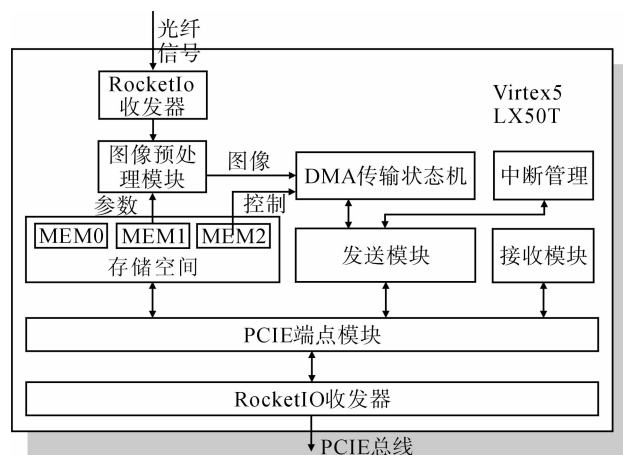 光纤
信号
RocketIo
收发器
Virtex5
LX50T
图像预处
理模块
图像
DMA传输状态机
中断管理
参数
控制
MEM0
MEM1
MEM2
存储空间
发送模块
接收模块
PCIE端点模块
RocketIO收发器
PCIE总线